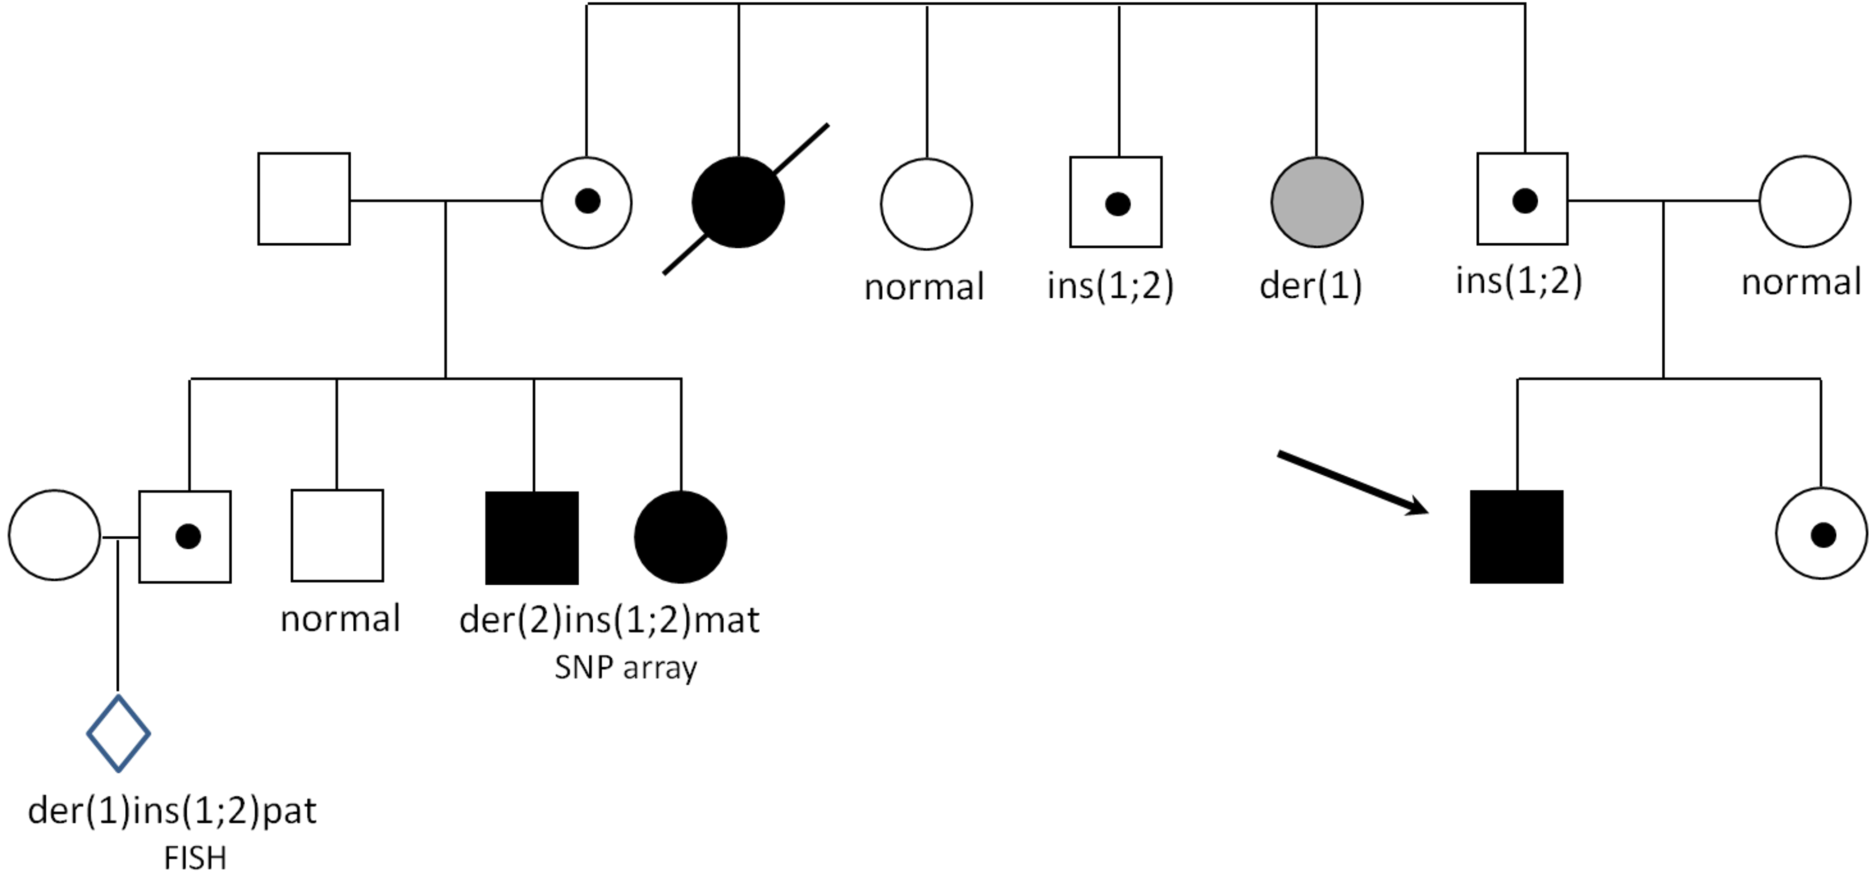 normal
ins(1;2)
der(1)
ins(1;2)
normal
normal
der(2)ins(1;2)mat
SNP array
der(1)ins(1;2)pat
FISH